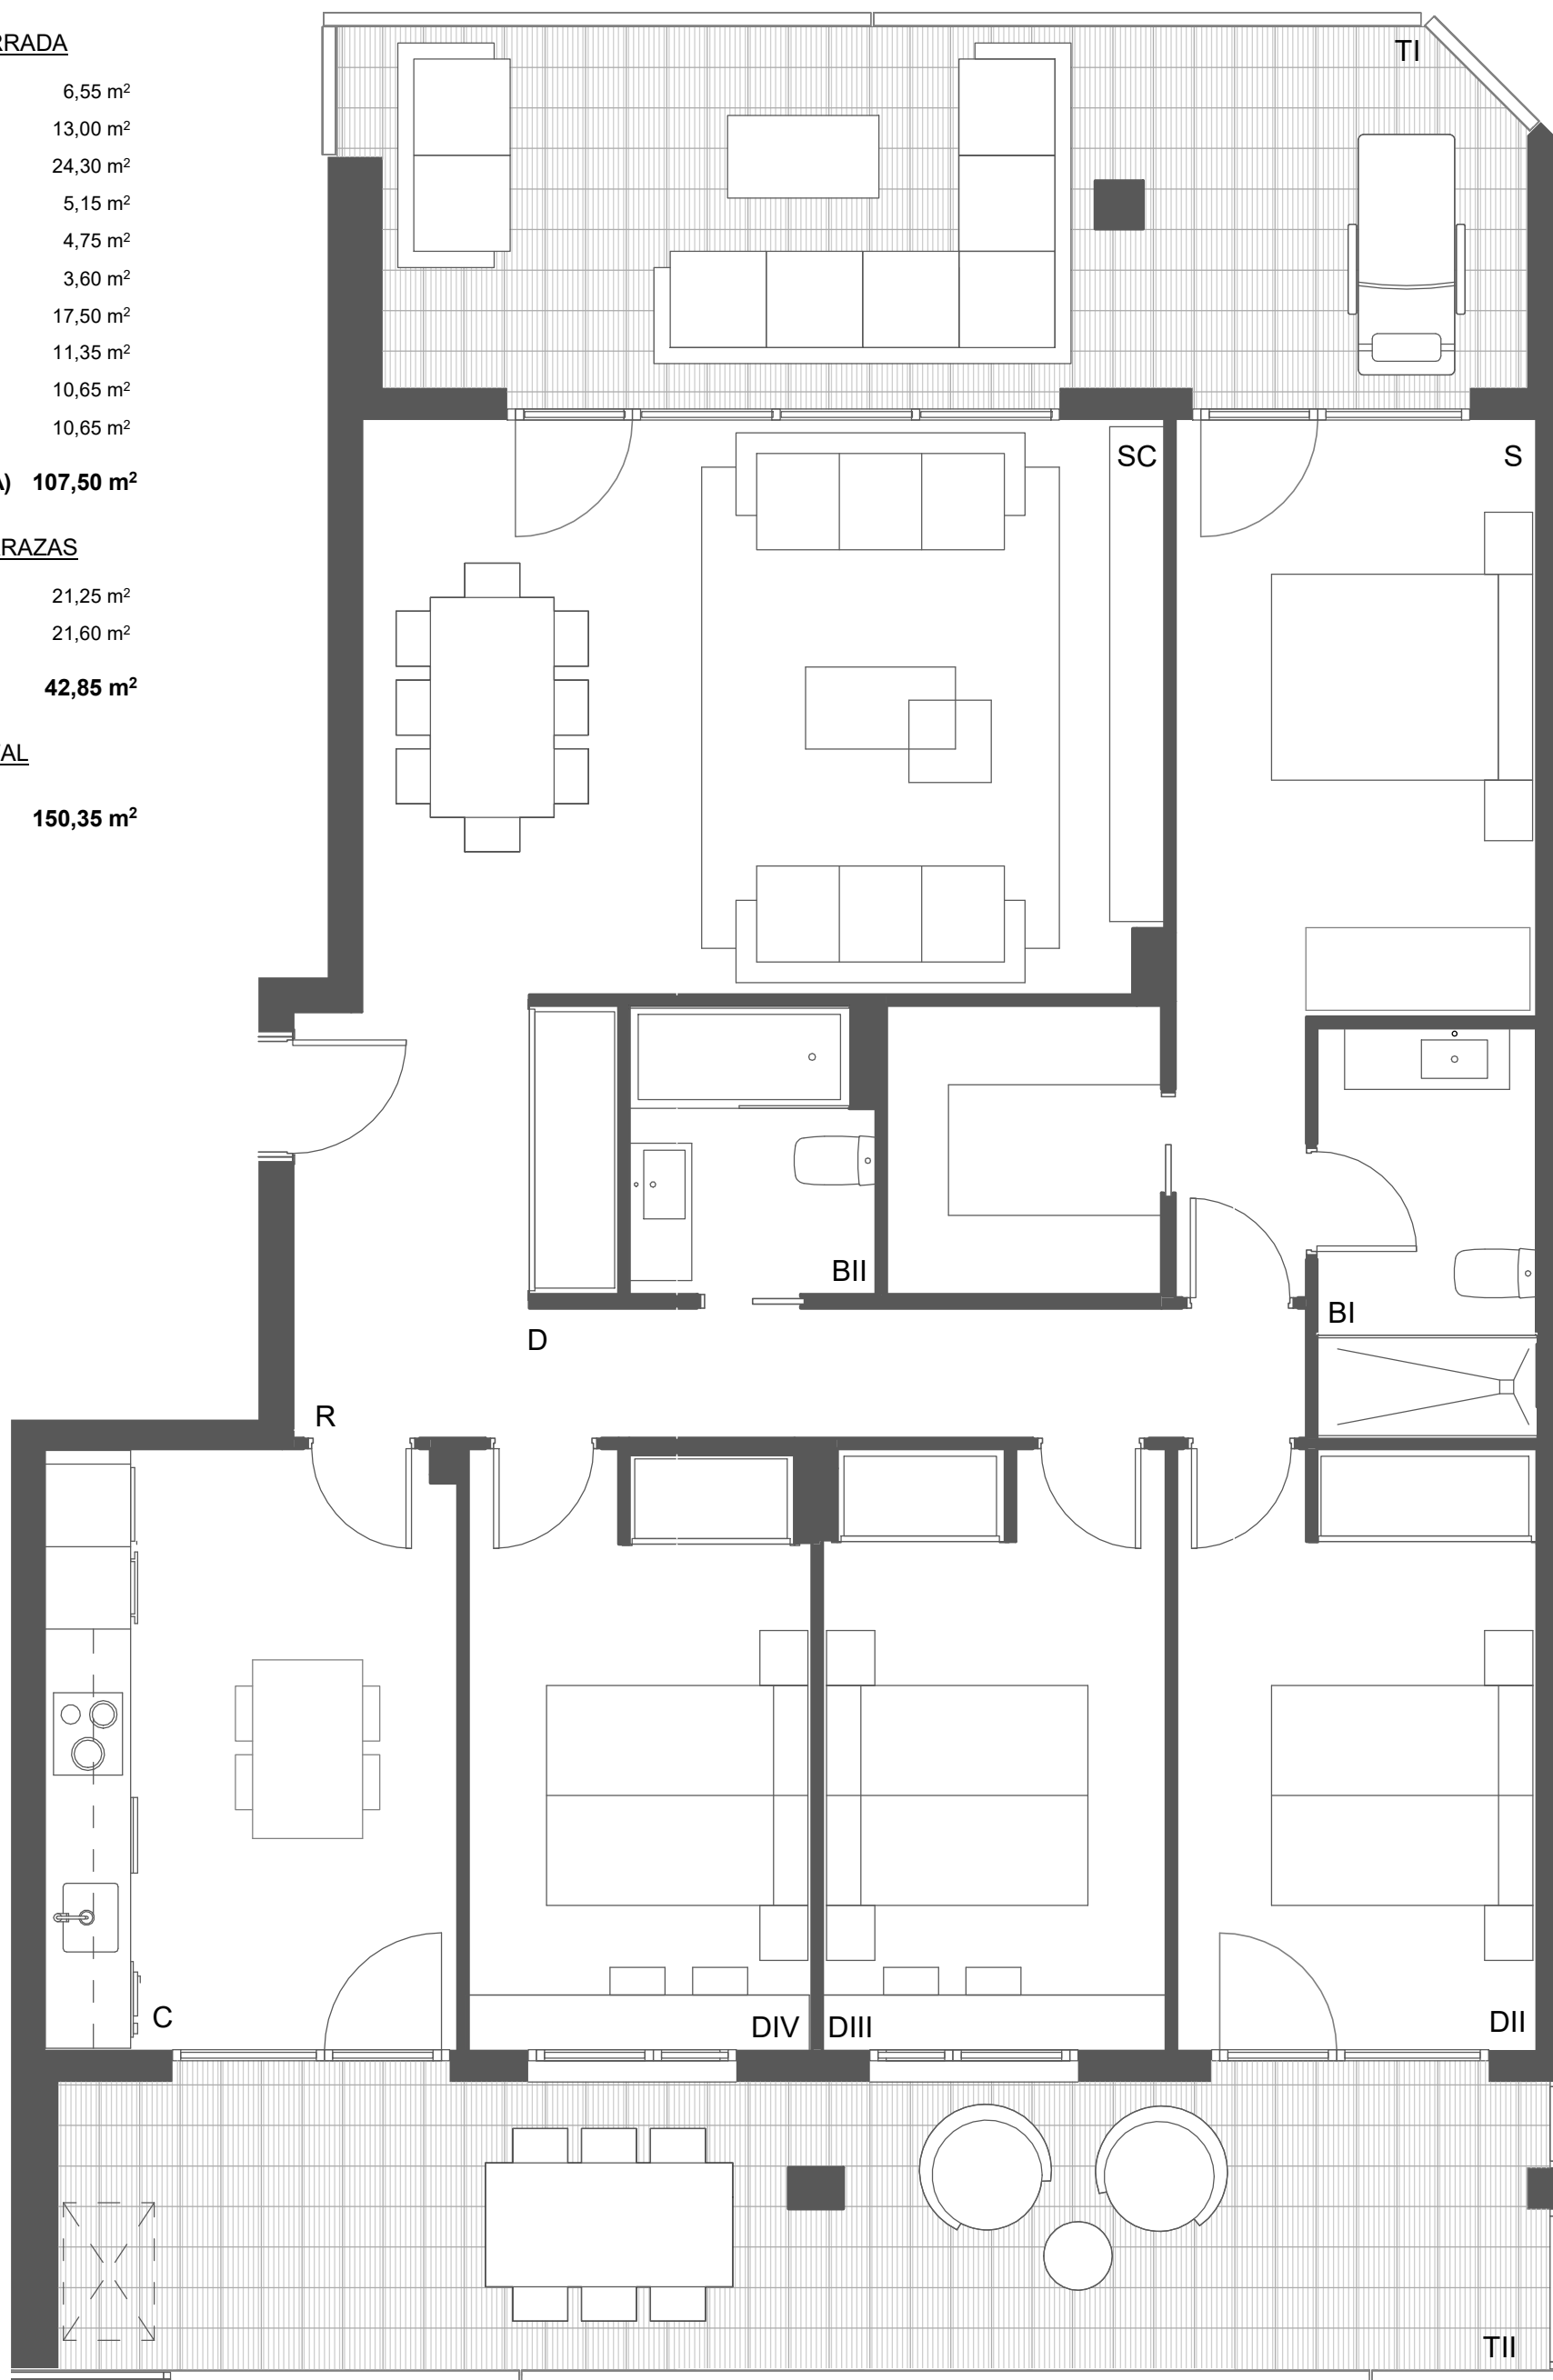 RRADA
6,55 m²
13,00 m²
24,30 m²
5,15 m²
4,75 m²
3,60 m²
17,50 m²
11,35 m²
10,65 m²
10,65 m²
A) 107,50 m²
RAZAS
21,25 m²
21,60 m²
42,85 m²
AL
150,35 m²
TI
SC
S
BII
BI
D
R
C
DIV
DIII
DII
TII